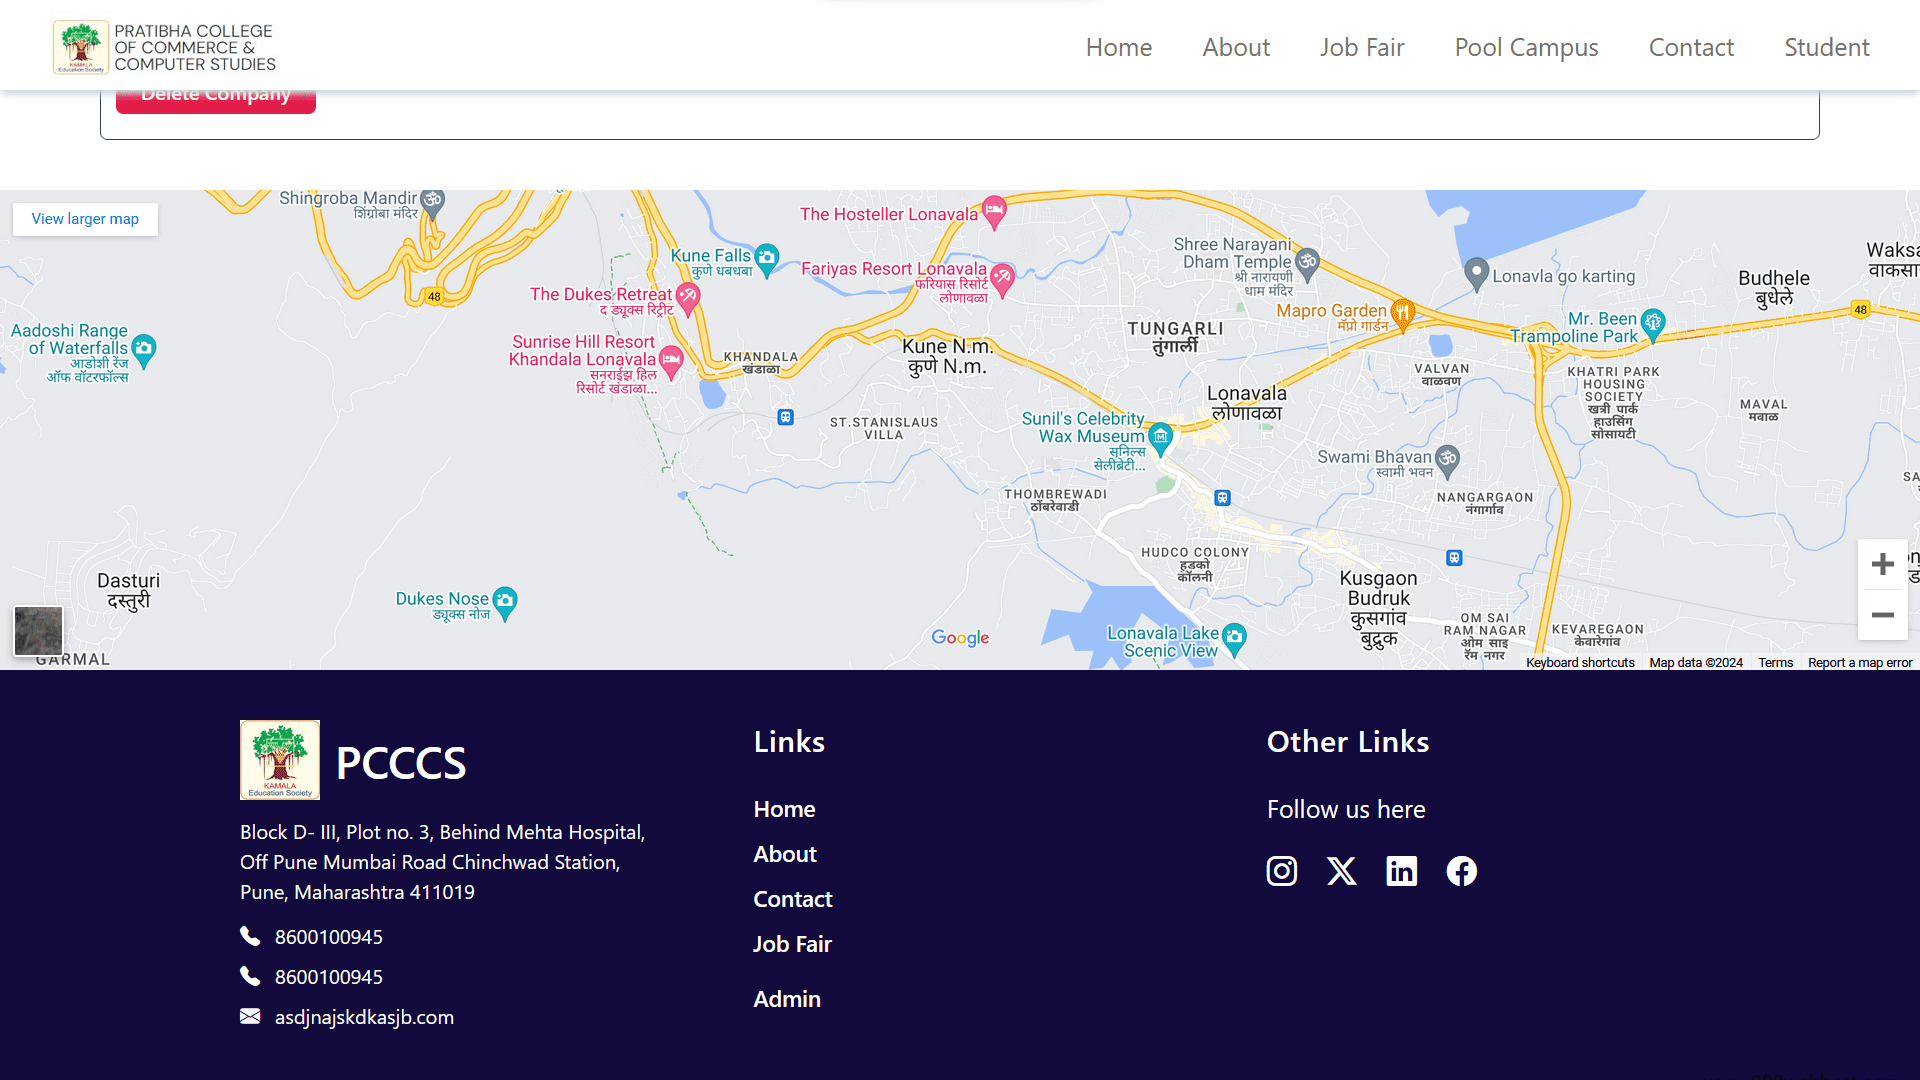 PRATIBHA COLLEGE
OF COMMERCE &
COMPUTER STUDIES
KAMALA
Education Society
Home
About
Job Fair
Pool Campus
Contact
Student
Delete Company
View larger map
Shingroba Mandir
शिंग्रोबा मंदिर
48
The Hosteller Lonavala
Kune Falls
कुणे धबधबा
Fariyas Resort Lonavala
फरियास रिसोर्ट
लोणावळा
The Dukes Retreat
द ड्यूक्स रिट्रीट
Shree Narayani
Dham Temple
श्री नारायणी
धाम मंदिर
Lonavla go karting
Budhele
बुधेले
48
Aadoshi Range
of Waterfalls
आडोशी रेंज
ऑफ वॉटरफॉल्स
Sunrise Hill Resort
Khandala Lonavala
सनराईझ हिल
रिसोर्ट खंडाळा...
KHANDALA
खंडाळा
Kune N.m.
कुणे N.m.
TUNGARLI
तुंगार्ली
Mapro Garden
मॅप्रो गार्डन
Mr. Been
Trampoline Park
VALVAN
वाळवण
KHATRI PARK
HOUSING
SOCIETY
खत्री पार्क
हाउसिंग
सोसायटी
MAVAL
मवाळ
Lonavala
लोणावळा
ST.STANISLAUS
VILLA
Sunil's Celebrity
Wax Museum
सुनिल्स
सेलीब्रेटी...
Swami Bhavan
स्वामी भवन
THOMBREWADI
ठोंबरेवाडी
NANGARGAON
नंगार्गाव
HUDCO COLONY
हुडको
कॉलनी
Kusgaon
Budruk
कुसगांव
बुद्रुक
Dasturi
दस्तुरी
Dukes Nose
ड्यूक्स नोज
Lonavala Lake
Scenic View
OM SAI
RAM NAGAR
ओम साइ
रॅम नगर
KEVAREGAON
केवारेगांव
GARMAL
Google
Keyboard shortcuts
Map data ©2024
Terms
Report a map error
KAMALA
Education Society
PCCCS
Block D- III, Plot no. 3, Behind Mehta Hospital,
Off Pune Mumbai Road Chinchwad Station,
Pune, Maharashtra 411019
8600100945
8600100945
asdjnajskdkasjb.com
Links
Home
About
Contact
Job Fair
Admin
Other Links
Follow us here